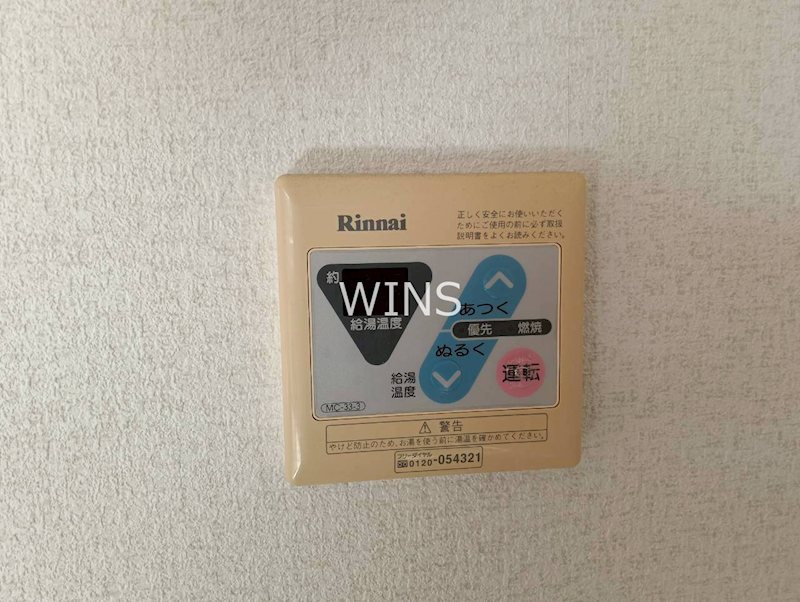 Rinnai
正しく安全にお使いいただく
ためにご使用の前に必ず取扱
説明書をよくお読みください。
約
WINS
給湯温度
あつく
優先 燃焼
ぬるく
給湯
温度
運転
MC-33-3
警告
やけど防止のため、お湯を使う前に湯温を確かめてください。
フリーダイヤル
0120-054321